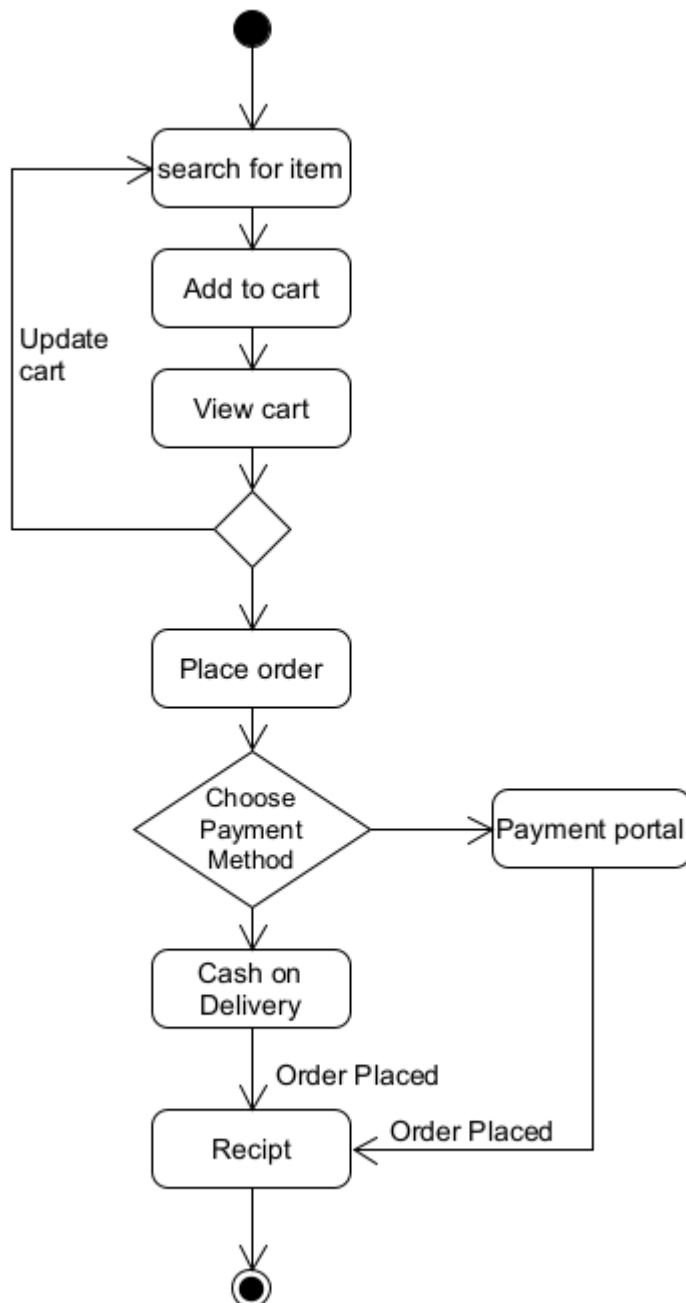 search for item
Add to cart
Update
cart
View cart
Place order
Choose
Payment
Method
Payment portal
Cash on
Delivery
Order Placed
Order Placed
Recipt